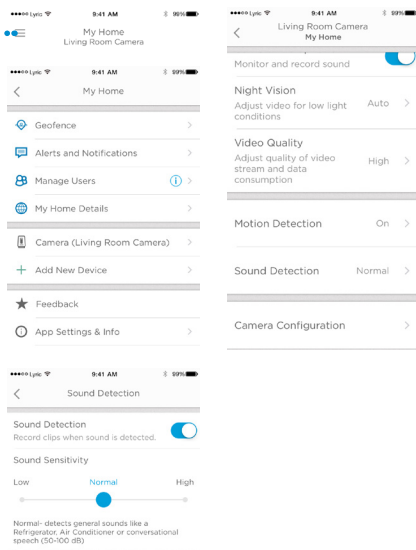 Lyric 9:41 AM 99%
My Home
Living Room Camera
Lyric 9:41 AM 99%
My Home
Geofence
Alerts and Notifications
Manage Users
My Home Details
Camera (Living Room Camera)
Add New Device
Feedback
App Settings & Info
Lyric 9:41 AM 99%
Sound Detection
Sound Detection
Record clips when sound is detected.
Sound Sensitivity
Low Normal High
Normal- detects general sounds like a
Refrigerator, Air Conditioner or conversational
speech (50-100 dB)
Lyric 9:41 AM 99%
Living Room Camera
My Home
Monitor and record sound
Night Vision
Adjust video for low light
conditions
Auto
Video Quality
Adjust quality of video
stream and data
consumption
High
Motion Detection On
Sound Detection Normal
Camera Configuration